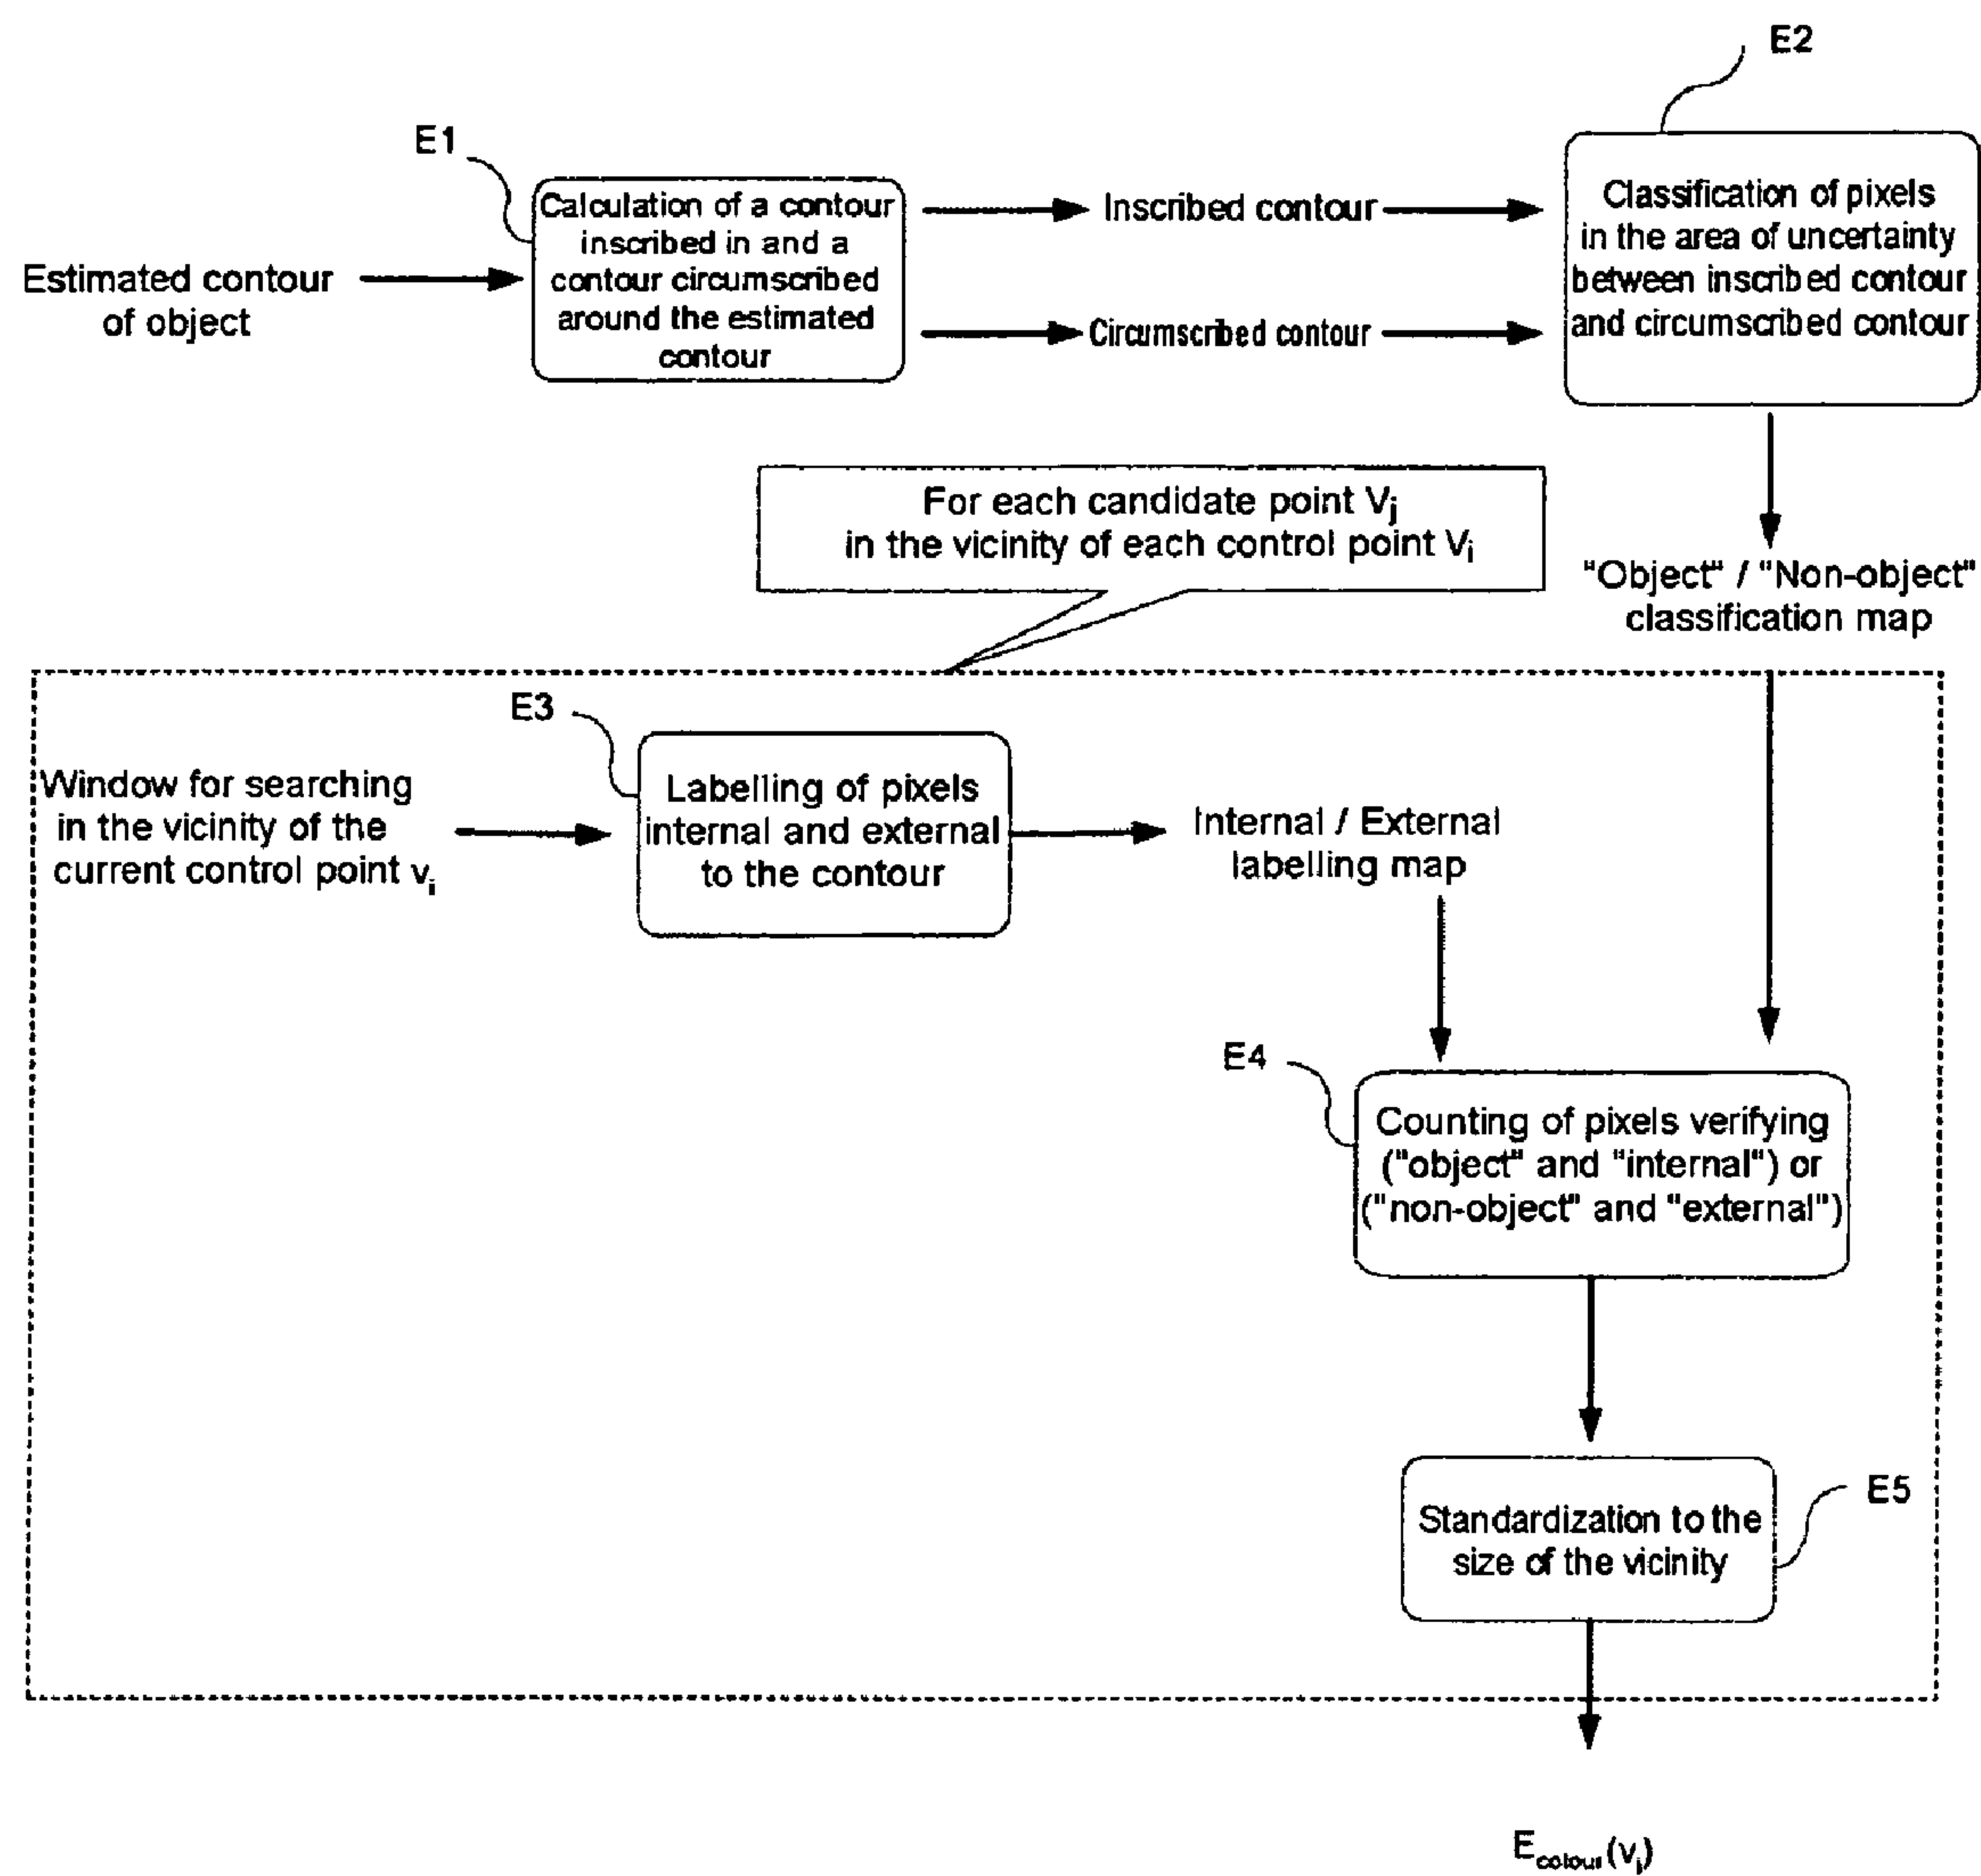 E2
E1
Calculation of a contour
inscribed in and a
contour circumscribed
around the estimated
contour
Estimated contour
of object
Inscribed contour
Circumscribed contour
Classification of pixels
in the area of uncertainty
between inscribed contour
and circumscribed contour
For each candidate point Vj
in the vicinity of each control point Vi
"Object" / "Non-object"
classification map
E3
Window for searching
in the vicinity of the
current control point vi
Labelling of pixels
internal and external
to the contour
Internal / External
labelling map
E4
Counting of pixels verifying
("object" and "internal") or
("non-object" and "external")
E5
Standardization to the
size of the vicinity
Ecolour(vj)